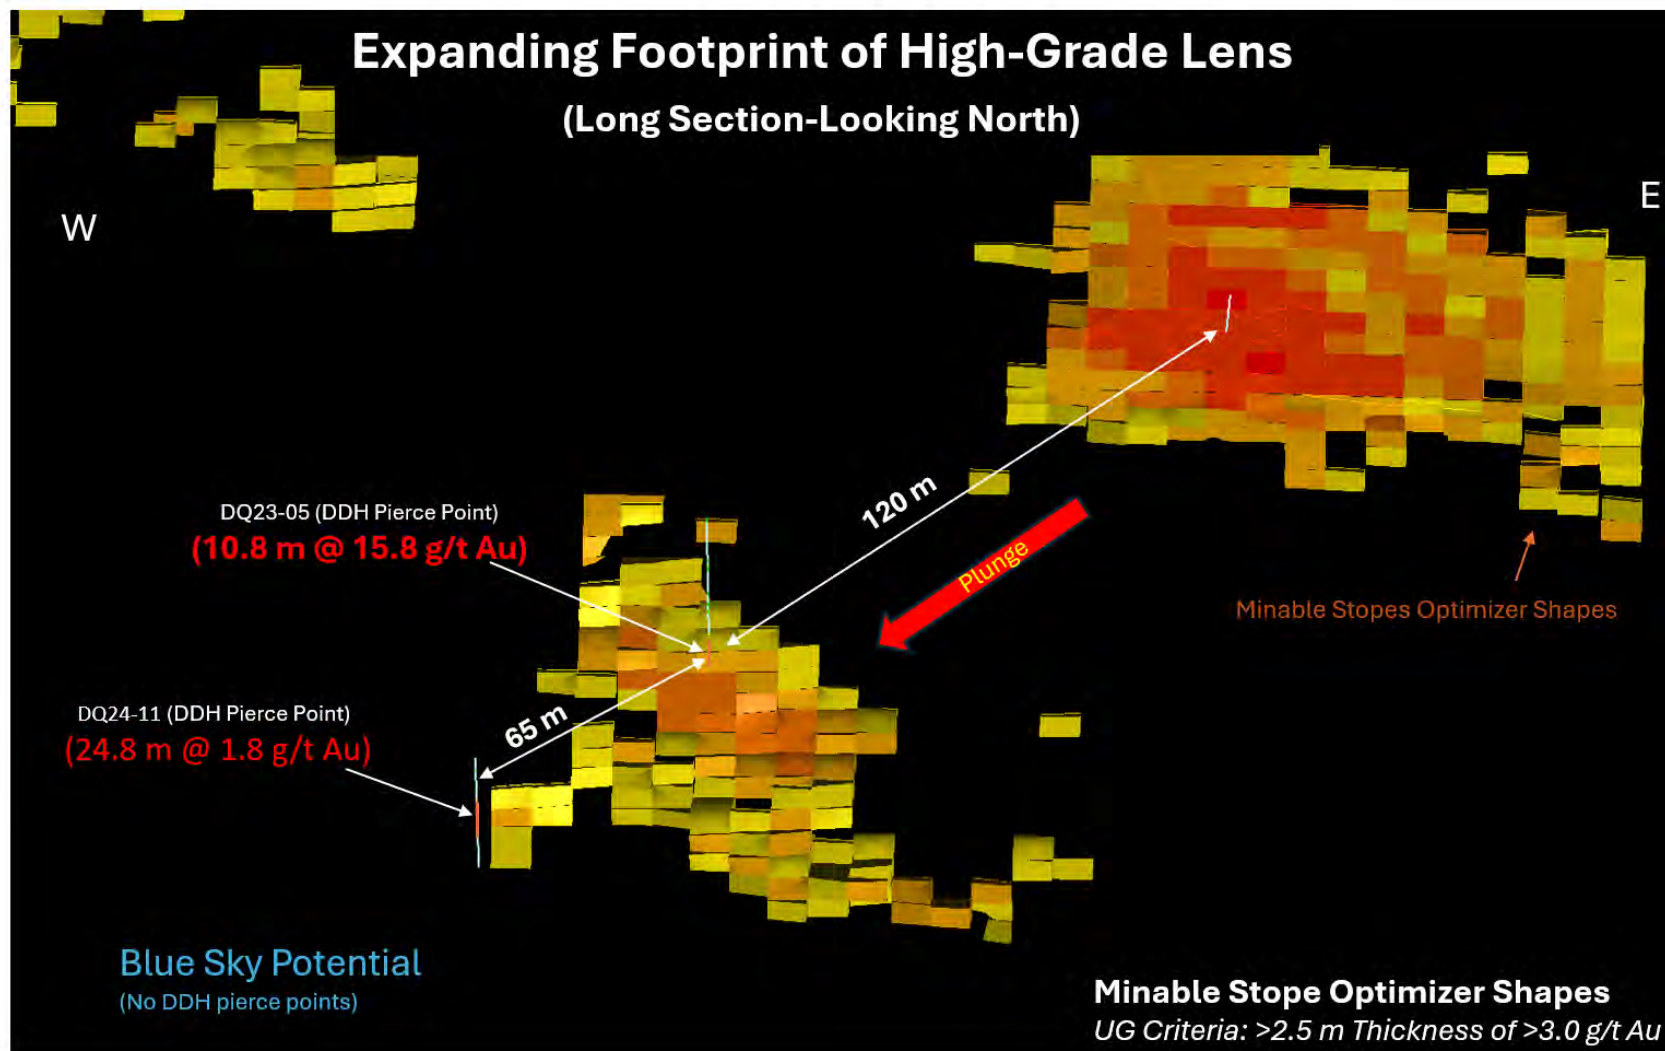 Expanding Footprint of High-Grade Lens
(Long Section-Looking North)
W
E
120 m
DQ23-05 (DDH Pierce Point)
(10.8 m @ 15.8 g/t Au)
Plunge
Minable Stopes Optimizer Shapes
65 m
DQ24-11 (DDH Pierce Point)
(24.8 m @ 1.8 g/t Au)
Blue Sky Potential
(No DDH pierce points)
Minable Stope Optimizer Shapes
UG Criteria: >2.5 m Thickness of >3.0 g/t Au